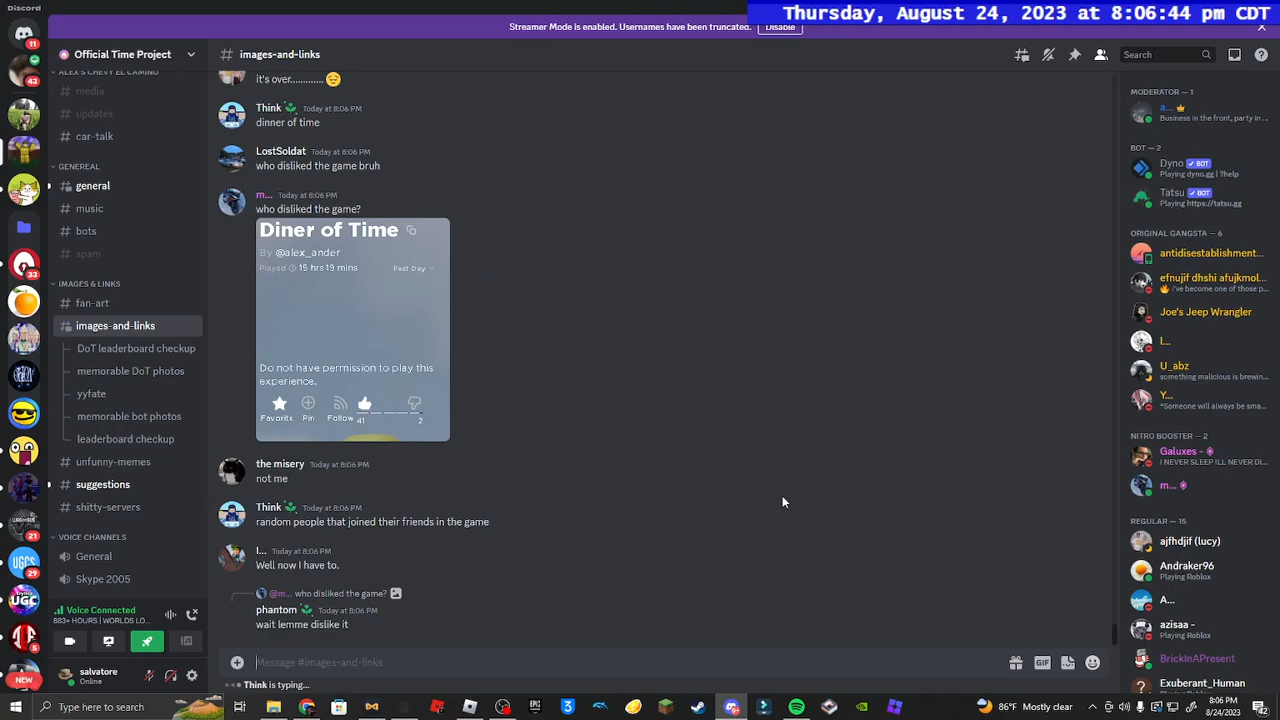 Discord
Thursday, August 24, 2023 at 8:06:44 pm CDT
Streamer Mode is enabled. Usernames have been truncated.
Disable
Official Time Project
images-and-links
Search
11
43
33
21
29
5
NEW
ALEX'S CHEVY EL CAMINO
media
updates
car-talk
GENERAL
general
music
bots
spam
IMAGES & LINKS
fan-art
images-and-links
DoT leaderboard checkup
memorable DoT photos
yyfate
memorable bot photos
leaderboard checkup
unfunny-memes
suggestions
shitty-servers
VOICE CHANNELS
General
Skype 2005
Voice Connected
883+ HOURS | WORLDS LO...
salvatore
Online
it's over.............
Think Today at 8:06 PM
dinner of time
LostSoldat Today at 8:06 PM
who disliked the game bruh
m... Today at 8:06 PM
who disliked the game?
Diner of Time
By @alex_ander
Played 15 hrs 19 mins Past Day
Do not have permission to play this
experience.
Favorite Pin Follow 41 2
the misery Today at 8:06 PM
not me
Think Today at 8:06 PM
random people that joined their friends in the game
I... Today at 8:06 PM
Well now I have to.
@m... who disliked the game?
phantom Today at 8:06 PM
wait lemme dislike it
Message #images-and-links
GIF
Think is typing...
MODERATOR — 1
a...
Business in the front, party in ...
BOT — 2
Dyno BOT
Playing dyno.gg | ?help
Tatsu BOT
Playing https://tatsu.gg
ORIGINAL GANGSTA — 6
antidisestablishment...
efnujif dhshi afujkmol...
i've become one of those p...
Joe's Jeep Wrangler
I...
U_abz
something malicious is brewin...
Y...
"Someone will always be sma...
NITRO BOOSTER — 2
Galuxes -
I NEVER SLEEP ILL NEVER DI...
m...
REGULAR — 15
ajfhdjif (lucy)
Andraker96
Playing Roblox
A...
azisaa -
Playing Roblox
BrickInAPresent
Exuberant_Human
Type here to search
86°F Mostly clear
8:06 PM
8/24/2023